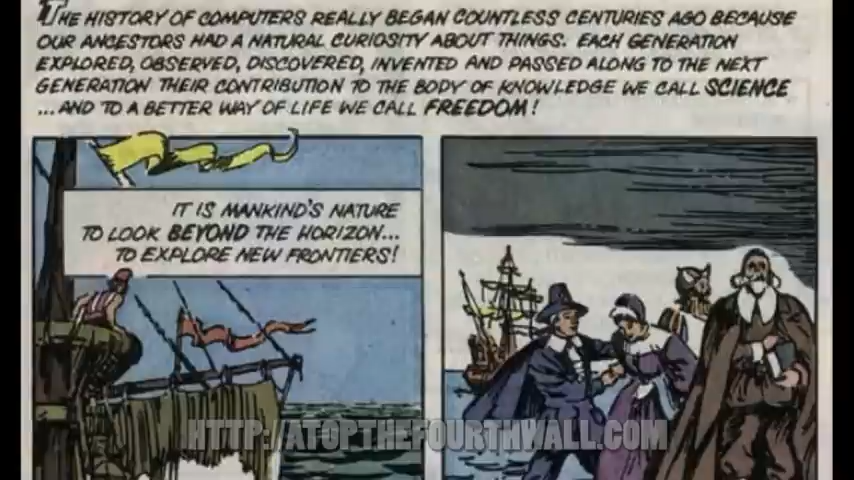 THE HISTORY OF COMPUTERS REALLY BEGAN COUNTLESS CENTURIES AGO BECAUSE
OUR ANCESTORS HAD A NATURAL CURIOSITY ABOUT THINGS. EACH GENERATION
EXPLORED, OBSERVED, DISCOVERED, INVENTED AND PASSED ALONG TO THE NEXT
GENERATION THEIR CONTRIBUTION TO THE BODY OF KNOWLEDGE WE CALL SCIENCE
...AND TO A BETTER WAY OF LIFE WE CALL FREEDOM!
IT IS MANKIND'S NATURE
TO LOOK BEYOND THE HORIZON...
TO EXPLORE NEW FRONTIERS!
HTTP://ATOPTHEFOURTHWALL.COM